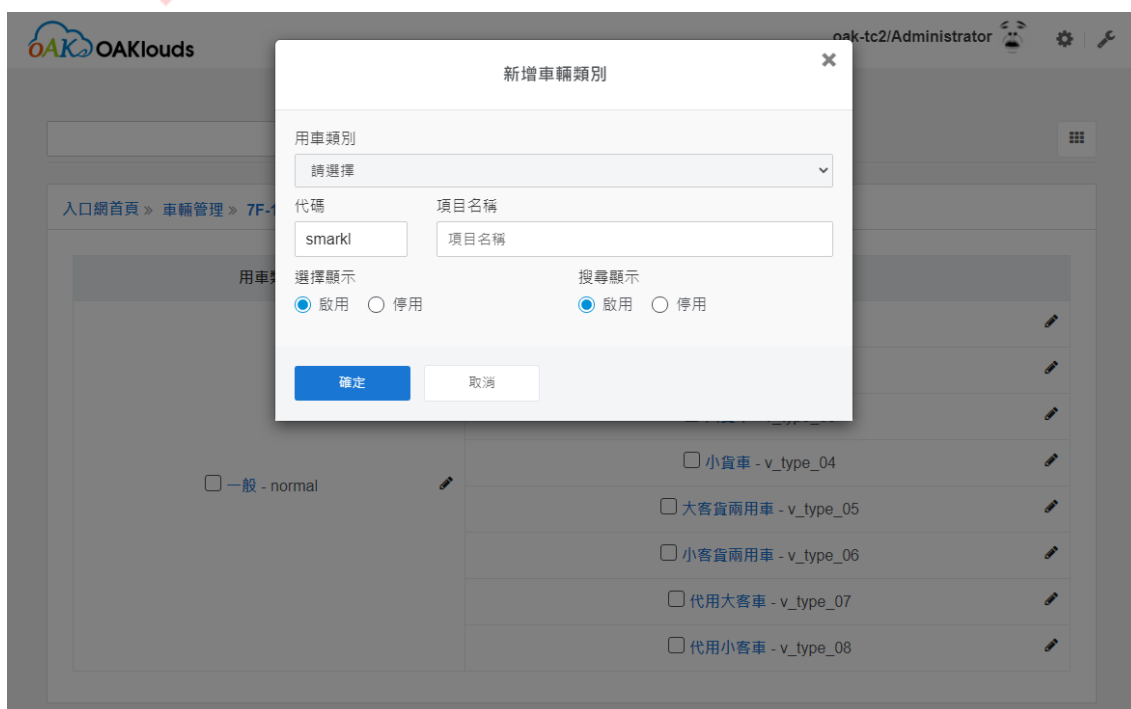 OAKlouds
oak-tc2/Administrator
新增車輛類別
用車類別
請選擇
入口網首頁 » 車輛管理 » 7F-
代碼 項目名稱
smarkl 項目名稱
用車
選擇顯示 搜尋顯示
啟用 停用 啟用 停用
確定 取消
小貨車 - v_type_04
一般 - normal
大客貨兩用車 - v_type_05
小客貨兩用車 - v_type_06
代用大客車 - v_type_07
代用小客車 - v_type_08